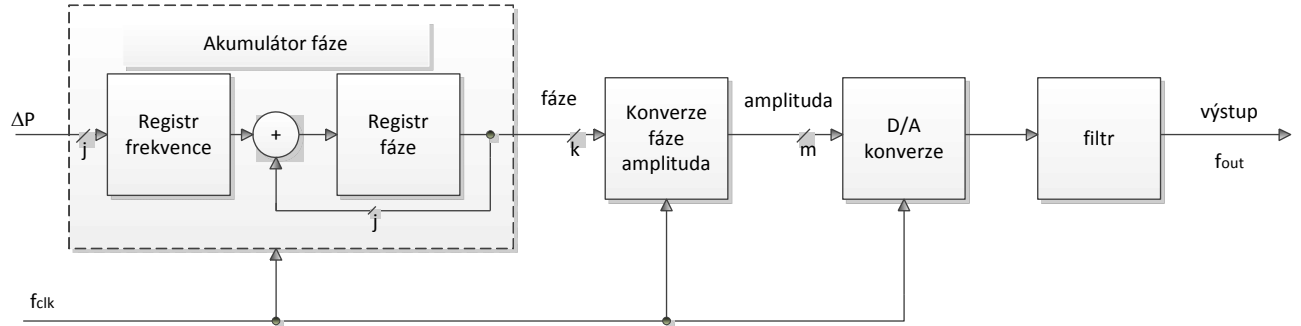 Akumulátor fáze
ΔP
j
Registr
frekvence
+
Registr
fáze
j
fáze
k
Konverze
fáze
amplituda
amplituda
m
D/A
konverze
filtr
výstup
fout
fclk